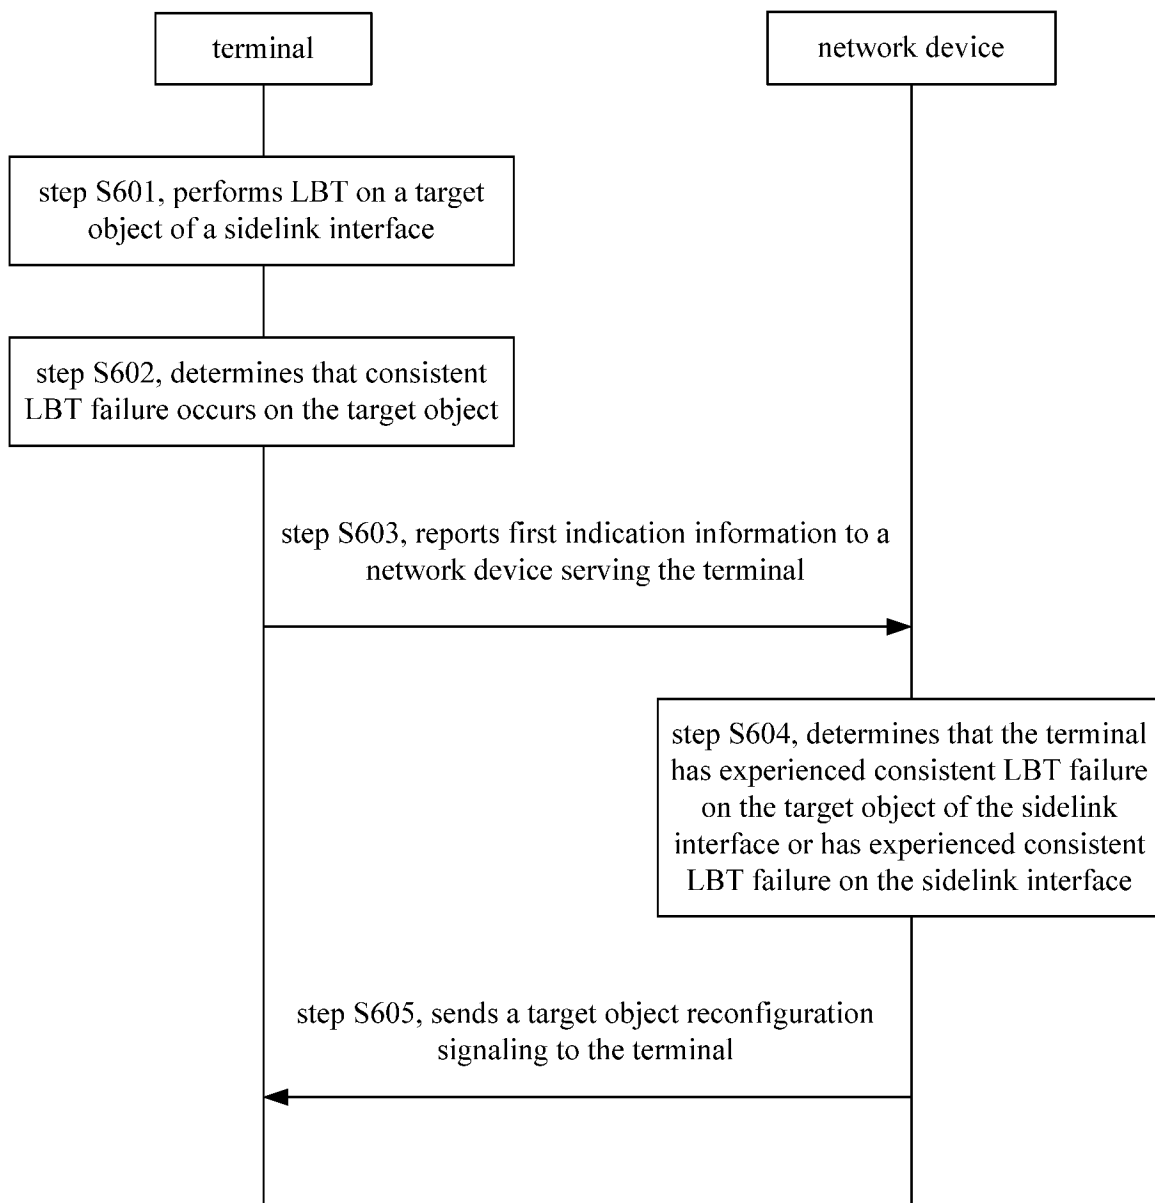 terminal
network device
step S601, performs LBT on a target
object of a sidelink interface
step S602, determines that consistent
LBT failure occurs on the target object
step S603, reports first indication information to a
network device serving the terminal
step S604, determines that the terminal
has experienced consistent LBT failure
on the target object of the sidelink
interface or has experienced consistent
LBT failure on the sidelink interface
step S605, sends a target object reconfiguration
signaling to the terminal